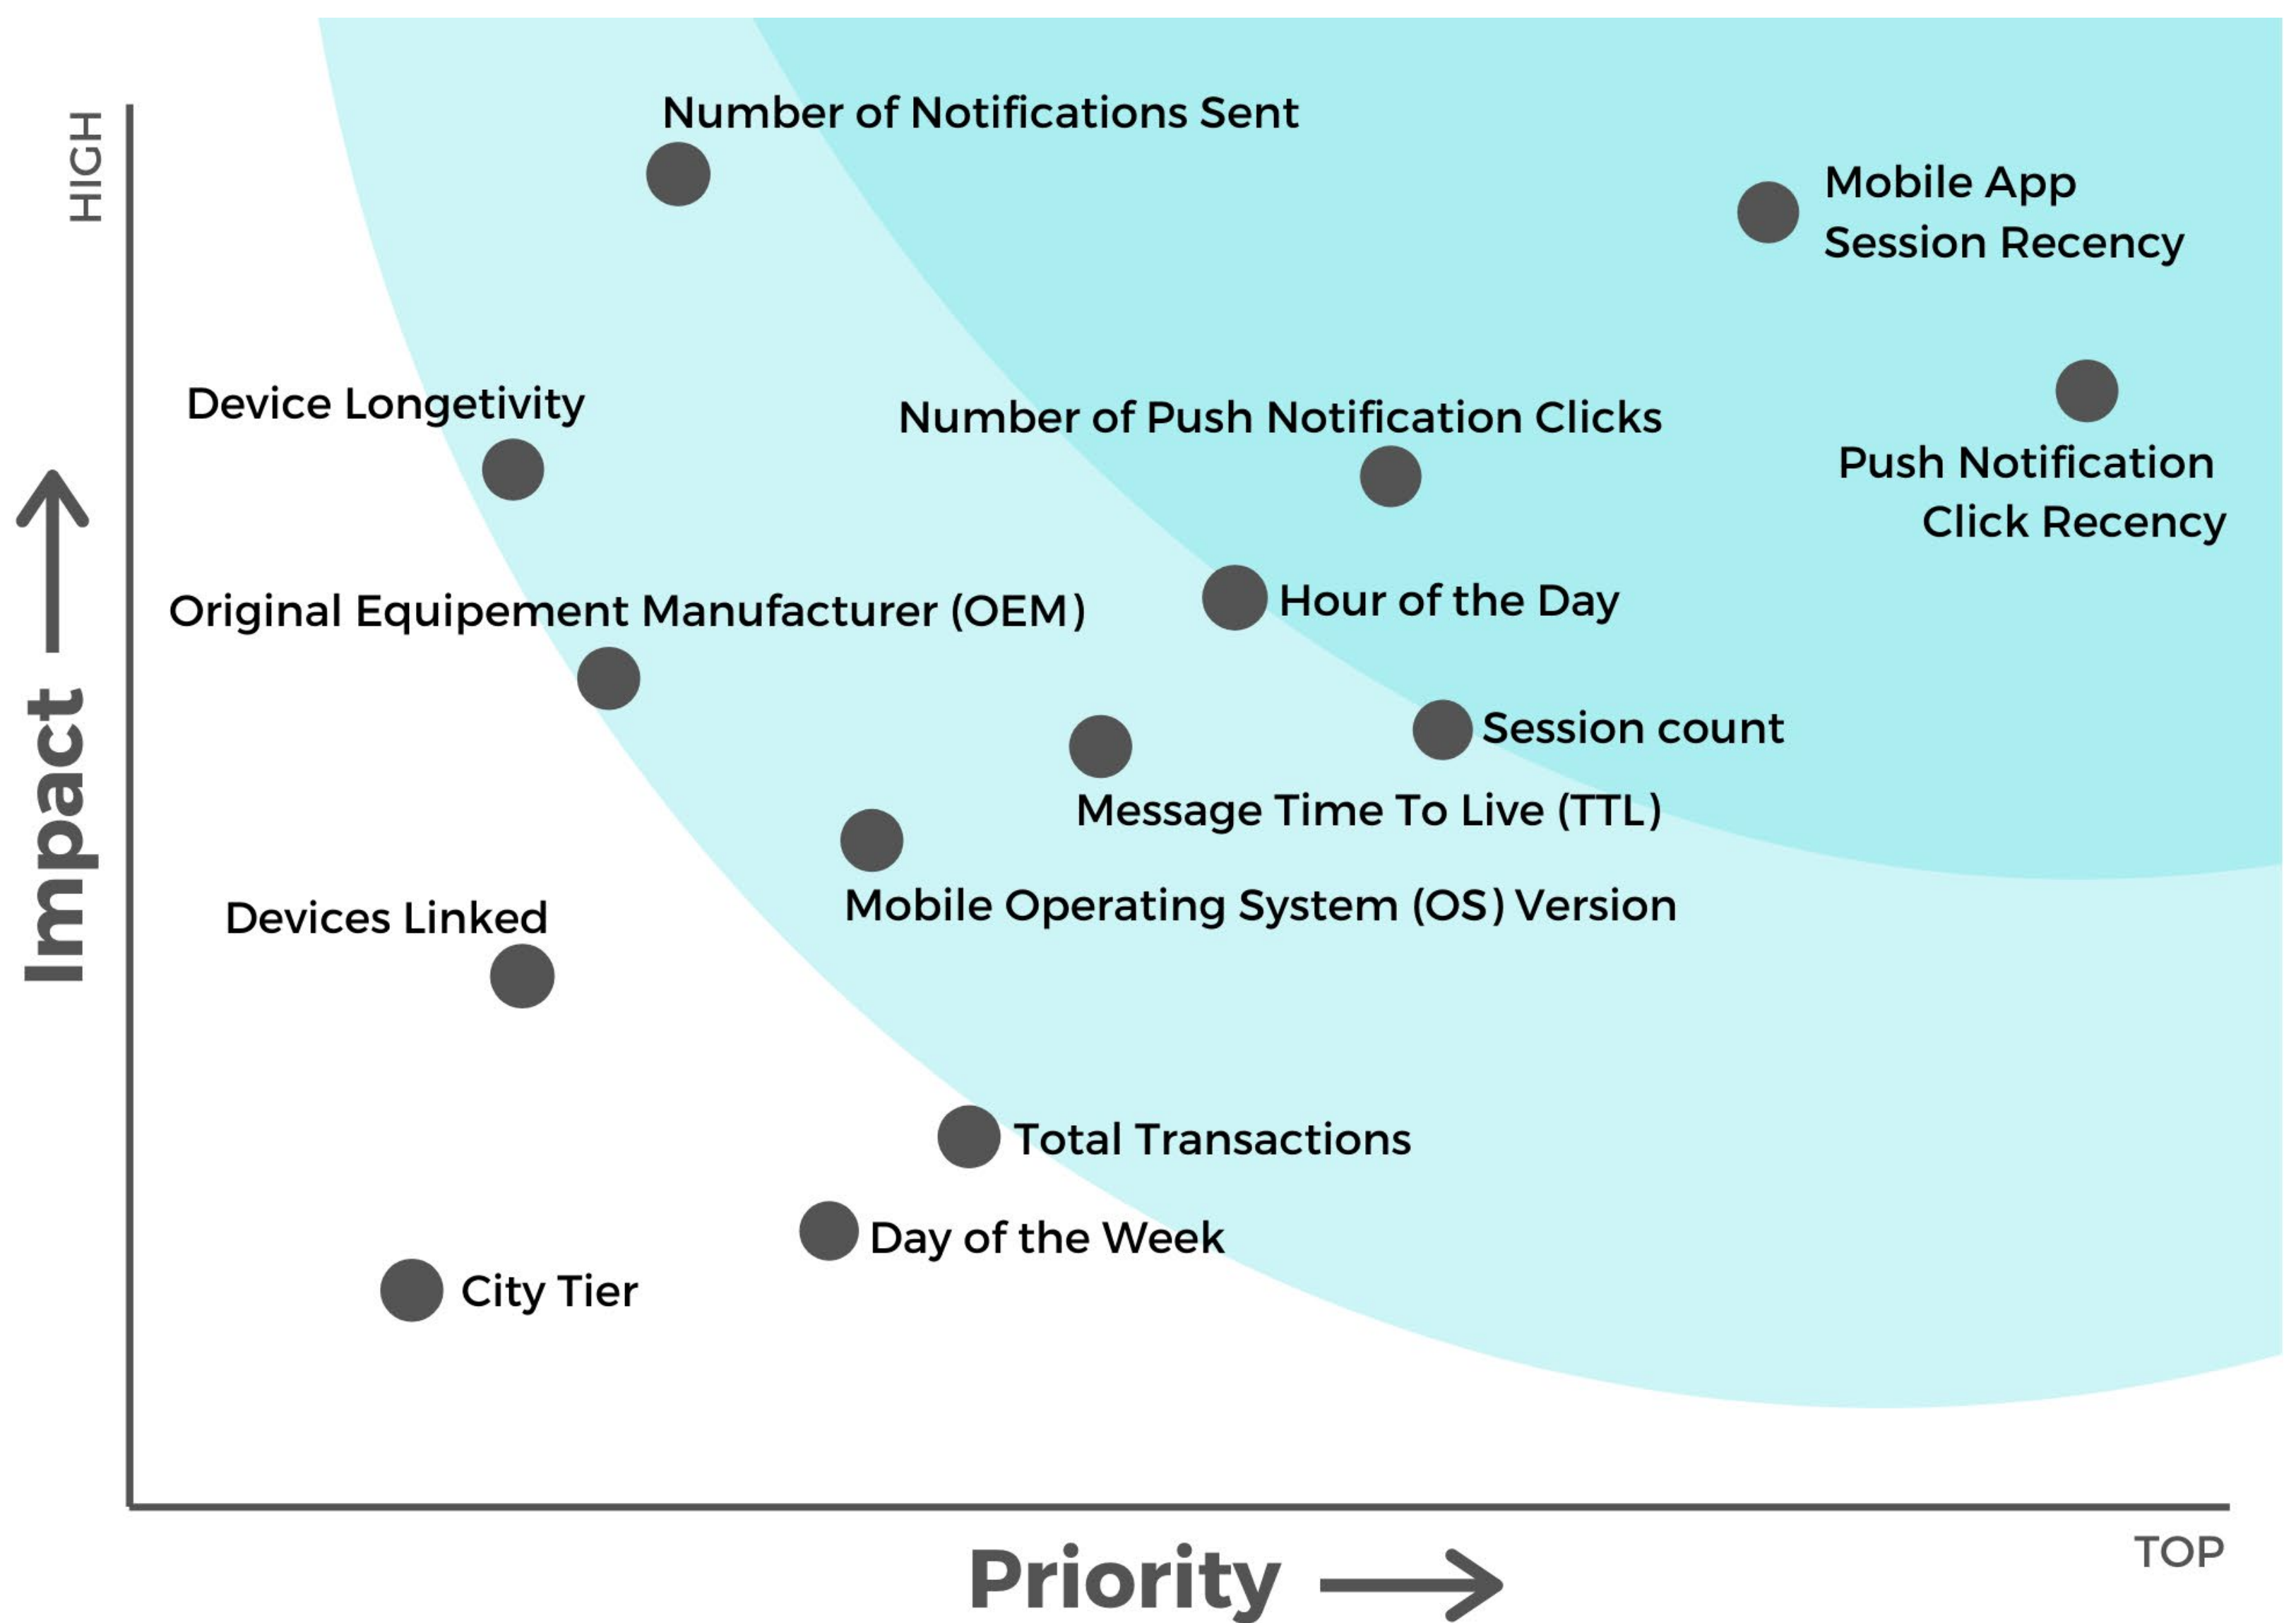 HIGH
Number of Notifications Sent
Mobile App
Session Recency
Device Longetivity
Number of Push Notification Clicks
Push Notification
Click Recency
Original Equipement Manufacturer (OEM)
Hour of the Day
Session count
Message Time To Live (TTL)
Mobile Operating System (OS) Version
Devices Linked
Impact
Total Transactions
Day of the Week
City Tier
TOP
Priority